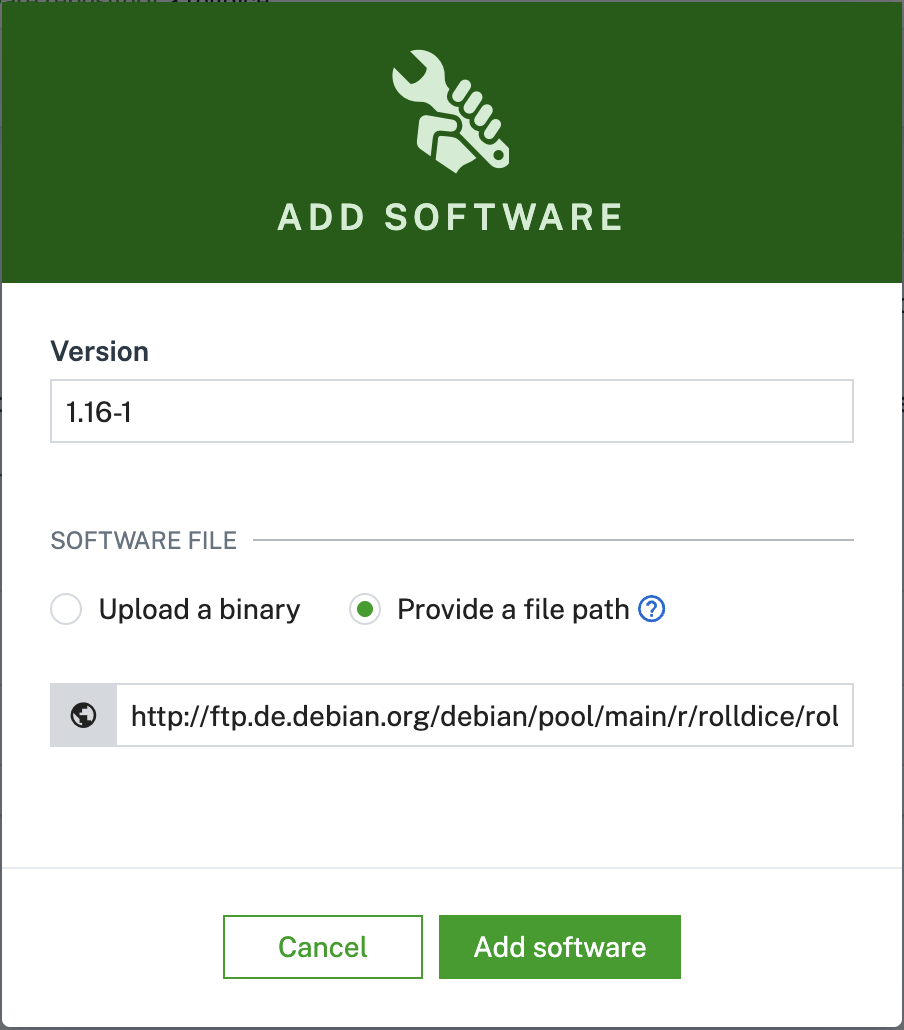 ADD SOFTWARE
Version
1.16-1
SOFTWARE FILE
Upload a binary
Provide a file path ?
http://ftp.de.debian.org/debian/pool/main/r/rolldice/rol
Cancel
Add software